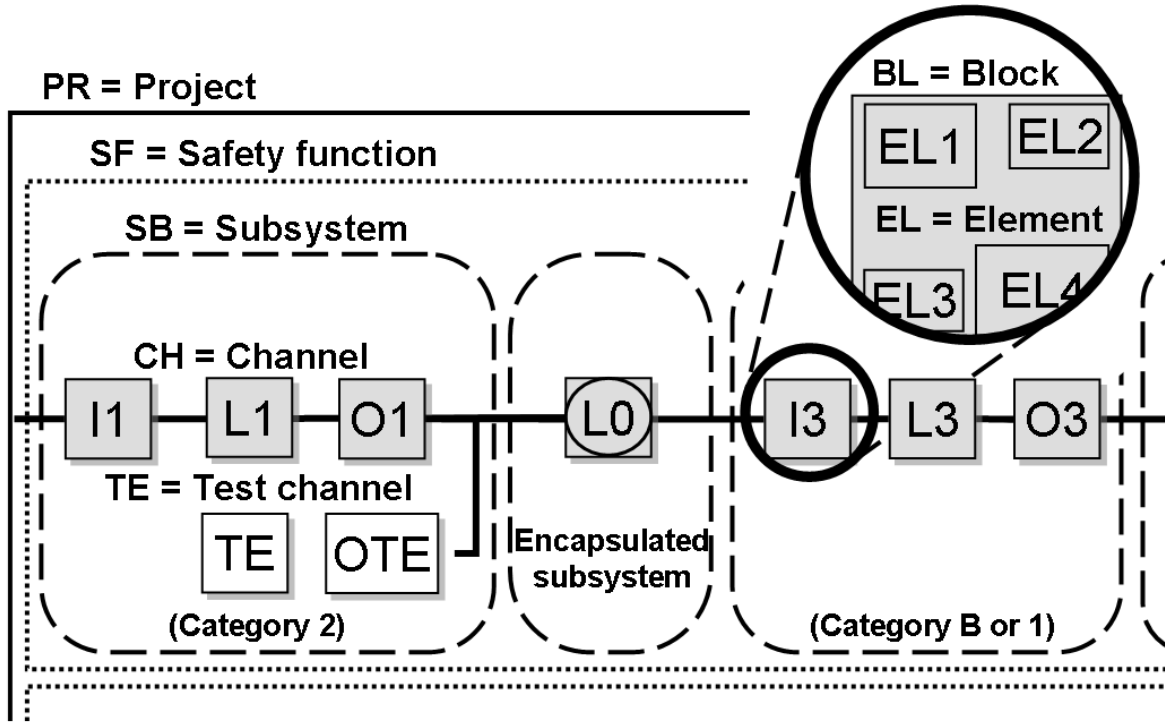 PR = Project
SF = Safety function
SB = Subsystem
CH = Channel
I1 L1 O1
TE = Test channel
TE OTE
(Category 2)
L0
Encapsulated
subsystem
BL = Block
EL1 EL2
EL = Element
EL3 EL4
I3 L3 O3
(Category B or 1)